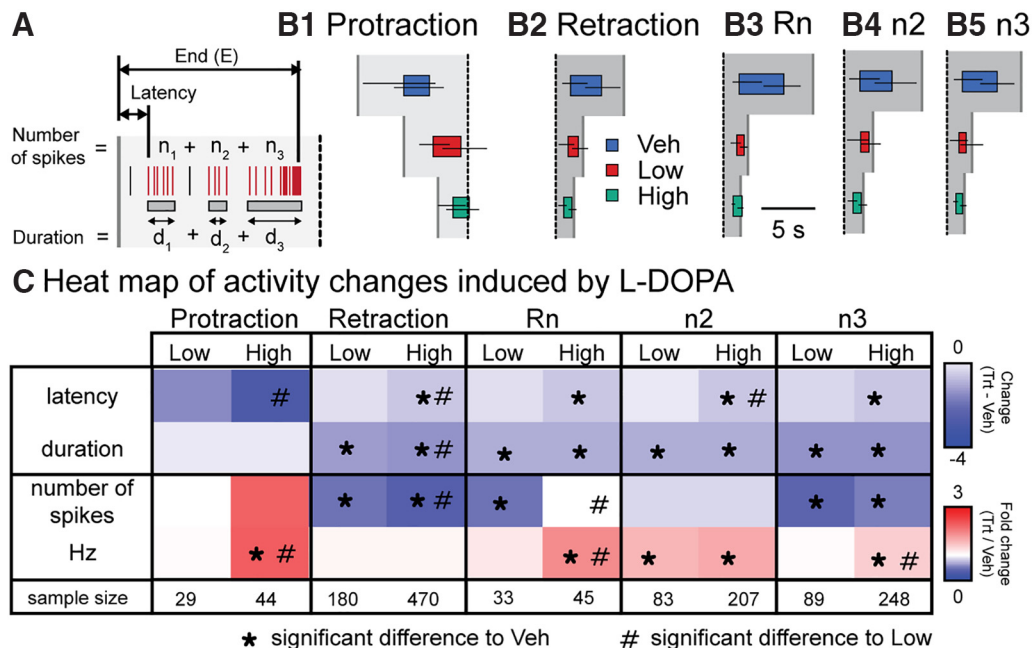 A
B1 Protraction
B2 Retraction
B3 Rn
B4 n2
B5 n3
End (E)
Latency
Number of spikes = n1 + n2 + n3
Duration = d1 + d2 + d3
Veh
Low
High
5 s
C Heat map of activity changes induced by L-DOPA
Protraction Retraction Rn n2 n3
Low High Low High Low High Low High Low High
latency # *# * * # *
duration * *# * * * * * *
number of spikes * *# * # * *
Hz * # * # * * * #
sample size 29 44 180 470 33 45 83 207 89 248
0
Change (Trt - Veh)
-4
3
Fold change (Trt / Veh)
0
* significant difference to Veh # significant difference to Low